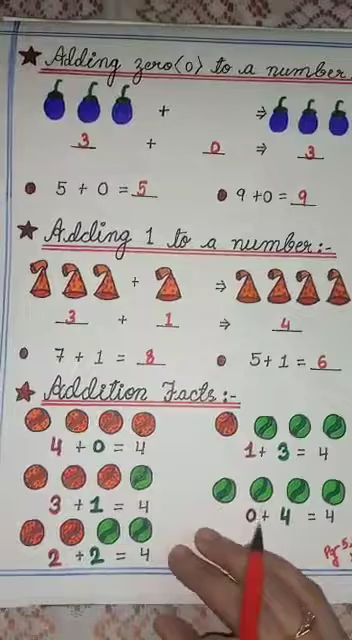 Adding zero (0) to a number
+ ⇒
3 + 0 ⇒ 3
5 + 0 = 5 9 + 0 = 9
Adding 1 to a number:-
+ ⇒
3 + 1 ⇒ 4
7 + 1 = 8 5 + 1 = 6
Addition Facts:-
4 + 0 = 4 1 + 3 = 4
3 + 1 = 4 0 + 4 = 4
2 + 2 = 4